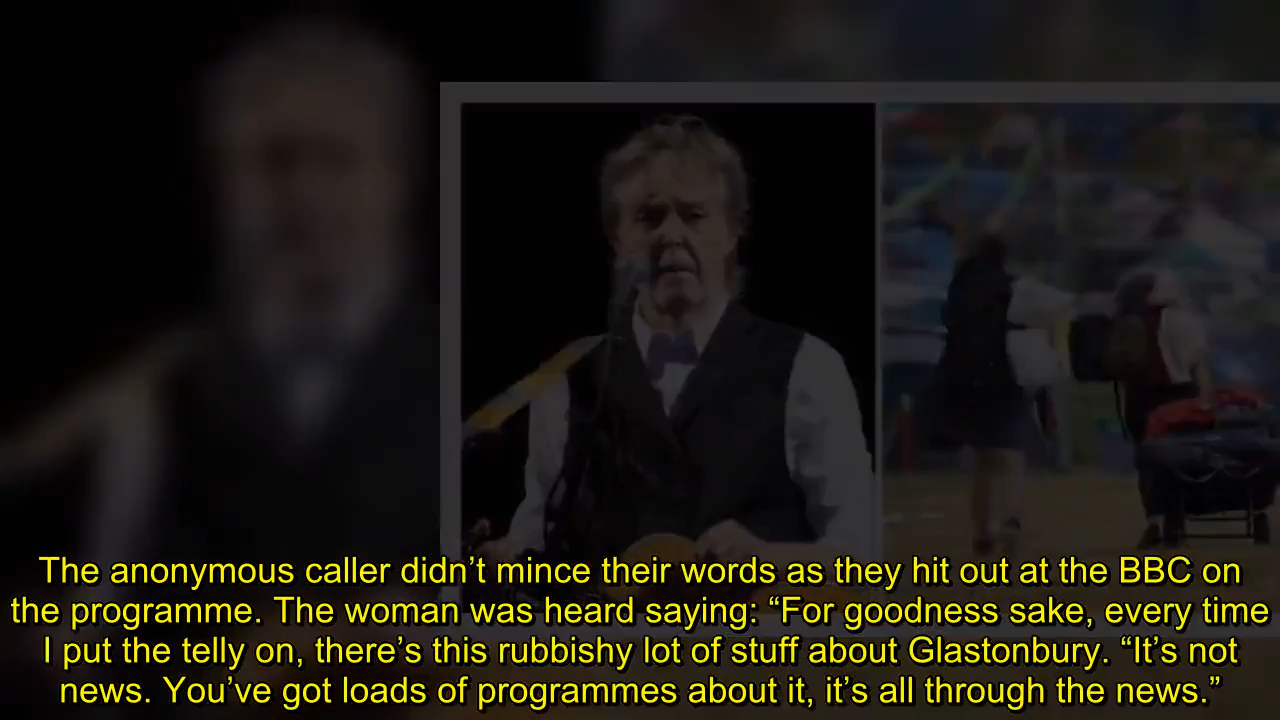 The anonymous caller didn’t mince their words as they hit out at the BBC on
the programme. The woman was heard saying: “For goodness sake, every time
I put the telly on, there’s this rubbishy lot of stuff about Glastonbury. “It’s not
news. You’ve got loads of programmes about it, it’s all through the news.”